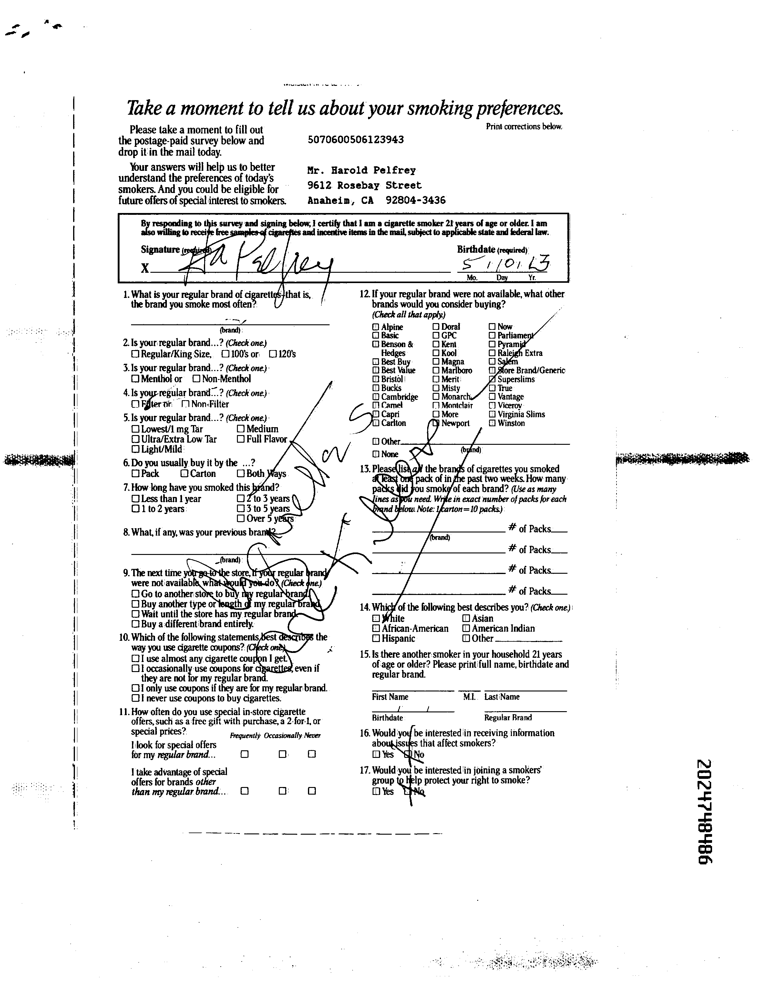 Take a moment to tell us about your smoking preferences.
Print corrections below.
Please take a moment to fill out
the postage-paid survey below and
drop it in the mail today.
Your answers will help us to better
understand the preferences of today's
smokers. And you could be eligible for
future offers of special interest to smokers.
5070600506123943
Mr. Harold Pelfrey
9612 Rosebay Street
Anaheim, CA 92804-3436
By responding to this survey and signing below, I certify that I am a cigarette smoker 21 years of age or older. I am
also willing to receive free samples of cigarettes and incentive items in the mail, subject to applicable state and federal law.
Signature (required)
X Pelfrey
Birthdate (required)
Mo. Day Yr.
1. What is your regular brand of cigarettes, that is,
the brand you smoke most often?
(brand)
2. Is your regular brand...? (Check one.)
Regular/King Size, 100's or 120's
3. Is your regular brand...? (Check one.)
Menthol or Non-Menthol
4. Is your regular brand...? (Check one.)
Filter or Non-Filter
5. Is your regular brand...? (Check one.)
Lowest/1 mg Tar Medium
Ultra/Extra Low Tar Full Flavor
Light/Mild
6. Do you usually buy it by the ...?
Pack Carton Both Ways
7. How long have you smoked this brand?
Less than 1 year 2 to 3 years
1 to 2 years 3 to 5 years
Over 5 years
8. What, if any, was your previous brand?
(brand)
9. The next time you go to the store, if your regular brand
were not available, what would you do? (Check one.)
Go to another store to buy my regular brand.
Buy another type or length of my regular brand.
Wait until the store has my regular brand.
Buy a different brand entirely.
10. Which of the following statements best describes the
way you use cigarette coupons? (Check one.)
I use almost any cigarette coupon I get.
I occasionally use coupons for cigarettes, even if
they are not for my regular brand.
I only use coupons if they are for my regular brand.
I never use coupons to buy cigarettes.
11. How often do you use special in-store cigarette
offers, such as a free gift with purchase, a 2-for-1, or
special prices?
Frequently Occasionally Never
I look for special offers
for my regular brand...
I take advantage of special
offers for brands other
than my regular brand...
12. If your regular brand were not available, what other
brands would you consider buying?
(Check all that apply.)
Alpine Doral Now
Basic GPC Parliament
Benson & Kent Pyramid
Hedges Kool Raleigh Extra
Best Buy Magna Salem
Best Value Marlboro Store Brand/Generic
Bristol Merit Superslims
Bucks Misty True
Cambridge Monarch Vantage
Camel Montclair Viceroy
Capri More Virginia Slims
Carlton Newport Winston
Other
(brand)
None
13. Please list all the brands of cigarettes you smoked
at least one pack of in the past two weeks. How many
packs did you smoke of each brand? (Use as many
lines as you need. Write in exact number of packs for each
brand below. Note: 1 carton = 10 packs.)
# of Packs
(brand)
# of Packs
# of Packs
# of Packs
14. Which of the following best describes you? (Check one.)
White Asian
African-American American Indian
Hispanic Other
15. Is there another smoker in your household 21 years
of age or older? Please print full name, birthdate and
regular brand.
First Name M.I. Last Name
/ /
Birthdate Regular Brand
16. Would you be interested in receiving information
about issues that affect smokers?
Yes No
17. Would you be interested in joining a smokers'
group to help protect your right to smoke?
Yes No
2024748486